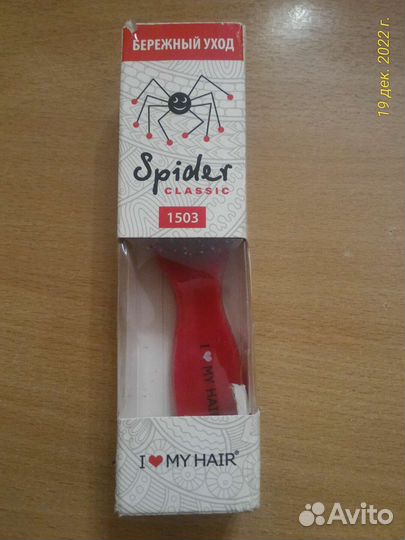 БЕРЕЖНЫЙ УХОД
Spider
CLASSIC
1503
I ❤ MY HAIR
I ❤ MY HAIR®
19 дек. 2022 г.
Avito